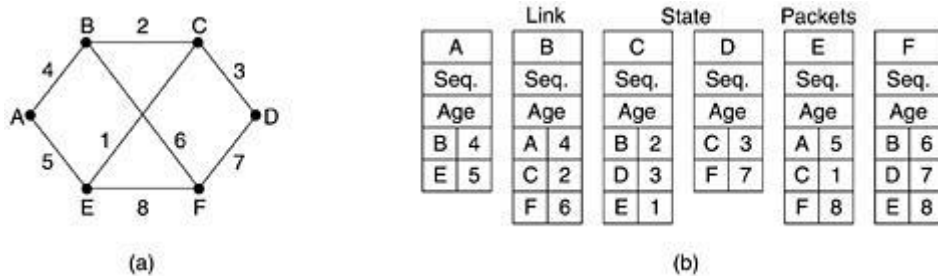 B 2 C
4 3
A D
1 6
5 7
E 8 F
(a)
Link State Packets
A B C D E F
Seq. Seq. Seq. Seq. Seq. Seq.
Age Age Age Age Age Age
B 4 A 4 B 2 C 3 A 5 B 6
E 5 C 2 D 3 F 7 C 1 D 7
F 6 E 1 F 8 E 8
(b)